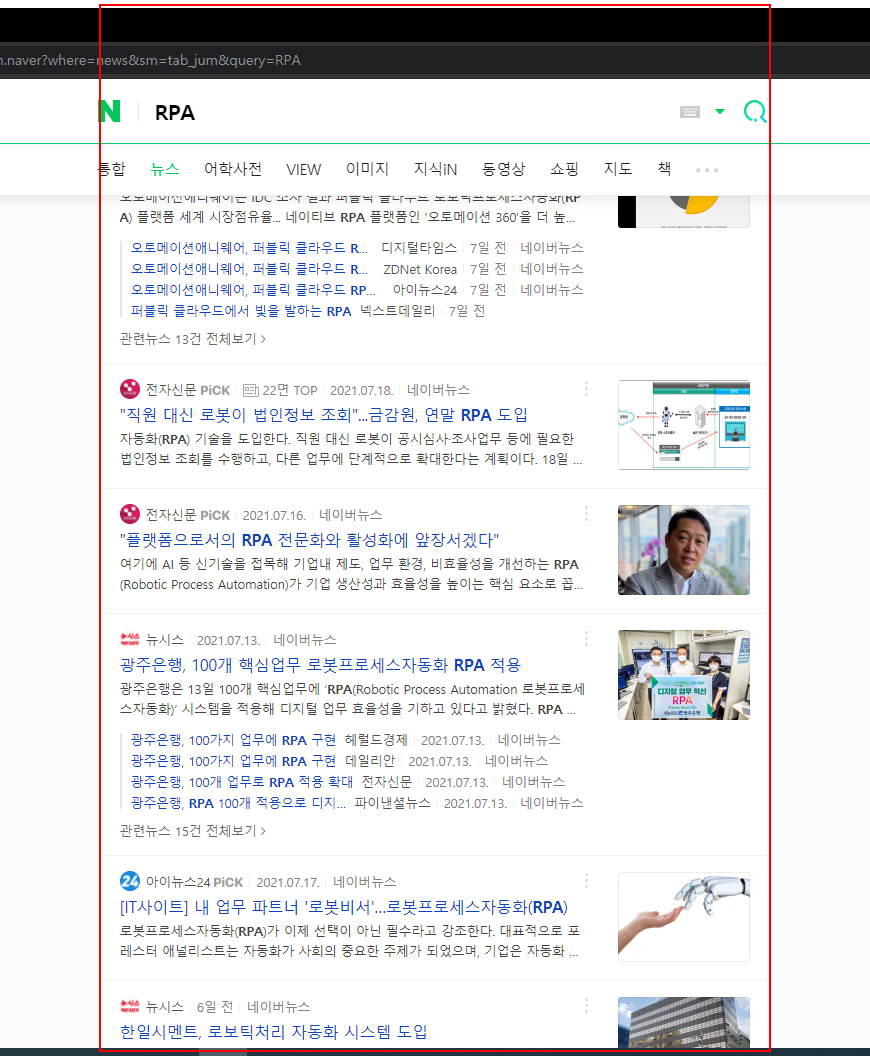 n.naver?where=news&sm=tab_jum&query=RPA
N RPA
통합 뉴스 어학사전 VIEW 이미지 지식iN 동영상 쇼핑 지도 책
오토메이션애니웨어는 IDC 조사 결과 퍼블릭 클라우드 로보틱프로세스자동화(RP
A) 플랫폼 세계 시장점유율... 네이티브 RPA 플랫폼인 '오토메이션 360'을 더 높...
오토메이션애니웨어, 퍼블릭 클라우드 R... 디지털타임스 7일 전 네이버뉴스
오토메이션애니웨어, 퍼블릭 클라우드 R... ZDNet Korea 7일 전 네이버뉴스
오토메이션애니웨어, 퍼블릭 클라우드 RP... 아이뉴스24 7일 전 네이버뉴스
퍼블릭 클라우드에서 빛을 발하는 RPA 넥스트데일리 7일 전
관련뉴스 13건 전체보기 >
전자신문 PiCK 22면 TOP 2021.07.18. 네이버뉴스
"직원 대신 로봇이 법인정보 조회"...금감원, 연말 RPA 도입
자동화(RPA) 기술을 도입한다. 직원 대신 로봇이 공시심사·조사업무 등에 필요한
법인정보 조회를 수행하고, 다른 업무에 단계적으로 확대한다는 계획이다. 18일 ...
전자신문 PiCK 2021.07.16. 네이버뉴스
"플랫폼으로서의 RPA 전문화와 활성화에 앞장서겠다"
여기에 AI 등 신기술을 접목해 기업내 제도, 업무 환경, 비효율성을 개선하는 RPA
(Robotic Process Automation)가 기업 생산성과 효율성을 높이는 핵심 요소로 꼽...
뉴시스 NEWS 뉴시스 2021.07.13. 네이버뉴스
광주은행, 100개 핵심업무 로봇프로세스자동화 RPA 적용
광주은행은 13일 100개 핵심업무에 'RPA(Robotic Process Automation 로봇프로세
스자동화)' 시스템을 적용해 디지털 업무 효율성을 기하고 있다고 밝혔다. RPA ...
디지털 업무 혁신
RPA
광주은행
광주은행, 100가지 업무에 RPA 구현 헤럴드경제 2021.07.13. 네이버뉴스
광주은행, 100가지 업무에 RPA 구현 데일리안 2021.07.13. 네이버뉴스
광주은행, 100개 업무로 RPA 적용 확대 전자신문 2021.07.13. 네이버뉴스
광주은행, RPA 100개 적용으로 디지... 파이낸셜뉴스 2021.07.13. 네이버뉴스
관련뉴스 15건 전체보기 >
24 아이뉴스24 PiCK 2021.07.17. 네이버뉴스
[IT사이트] 내 업무 파트너 '로봇비서'...로봇프로세스자동화(RPA)
로봇프로세스자동화(RPA)가 이제 선택이 아닌 필수라고 강조한다. 대표적으로 포
레스터 애널리스트는 자동화가 사회의 중요한 주제가 되었으며, 기업은 자동화 ...
뉴시스 NEWS 뉴시스 6일 전 네이버뉴스
한일시멘트, 로보틱처리 자동화 시스템 도입